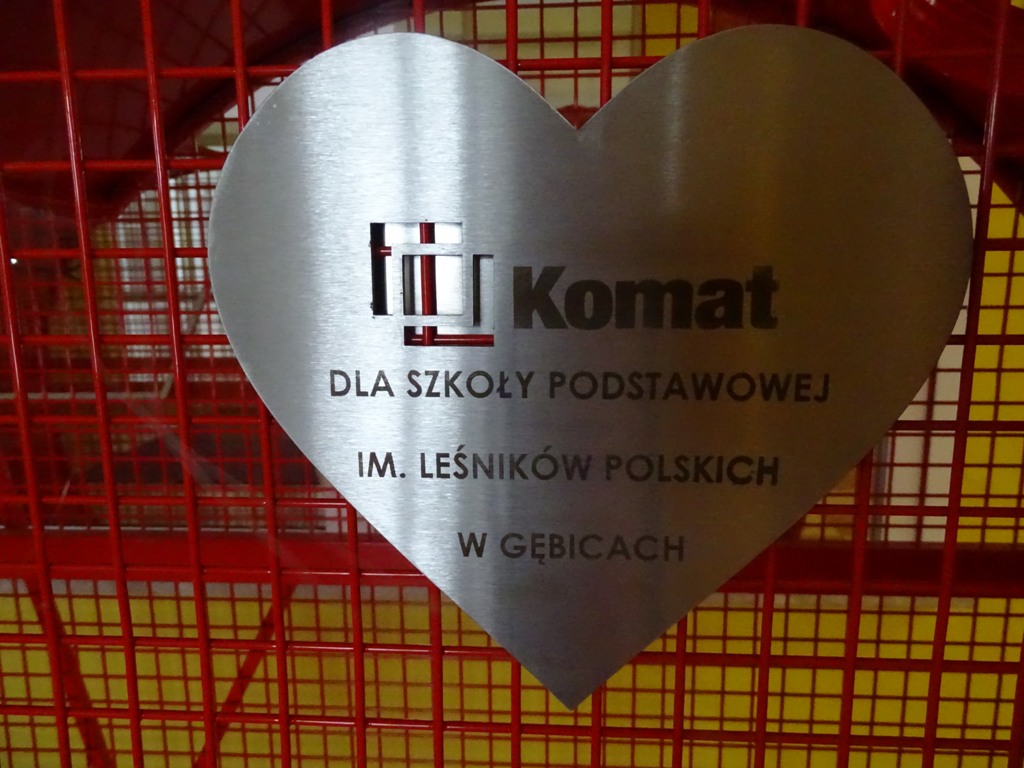 Komat
DLA SZKOŁY PODSTAWOWEJ
IM. LEŚNIKÓW POLSKICH
W GĘBICACH